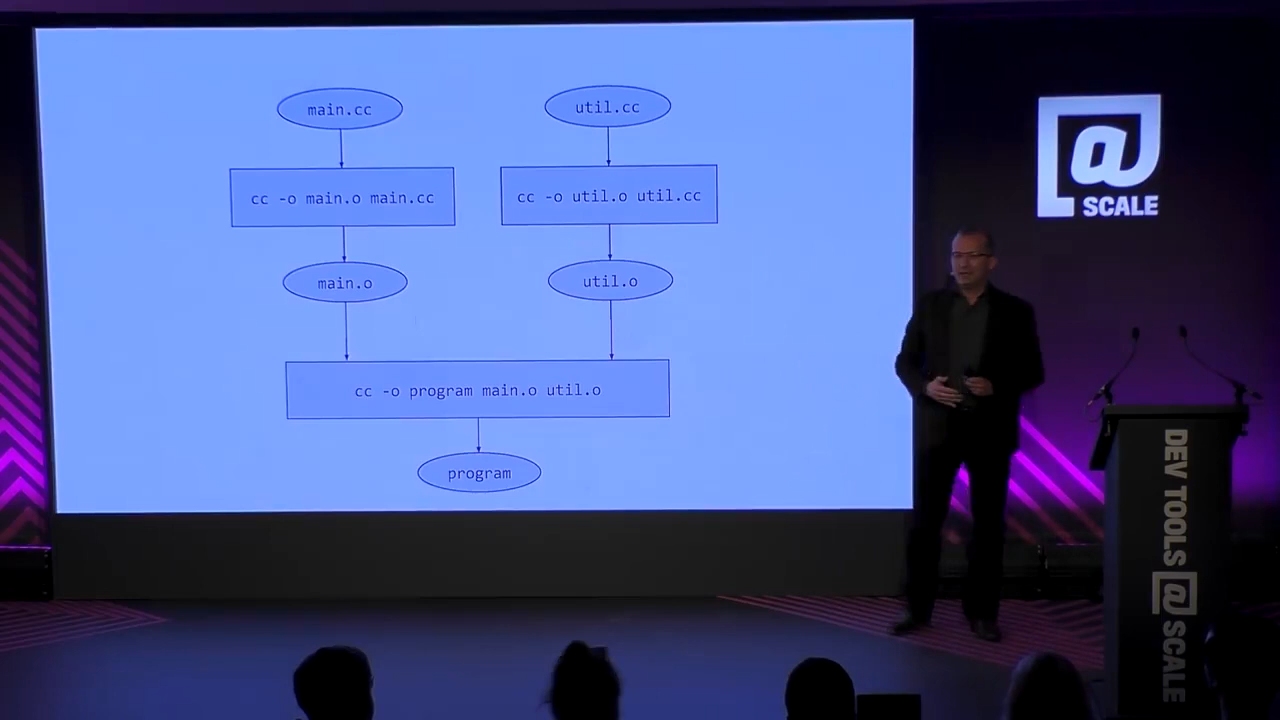 main.cc
util.cc
cc -o main.o main.cc
cc -o util.o util.cc
main.o
util.o
cc -o program main.o util.o
program
@
SCALE
DEV TOOLS @ SCALE